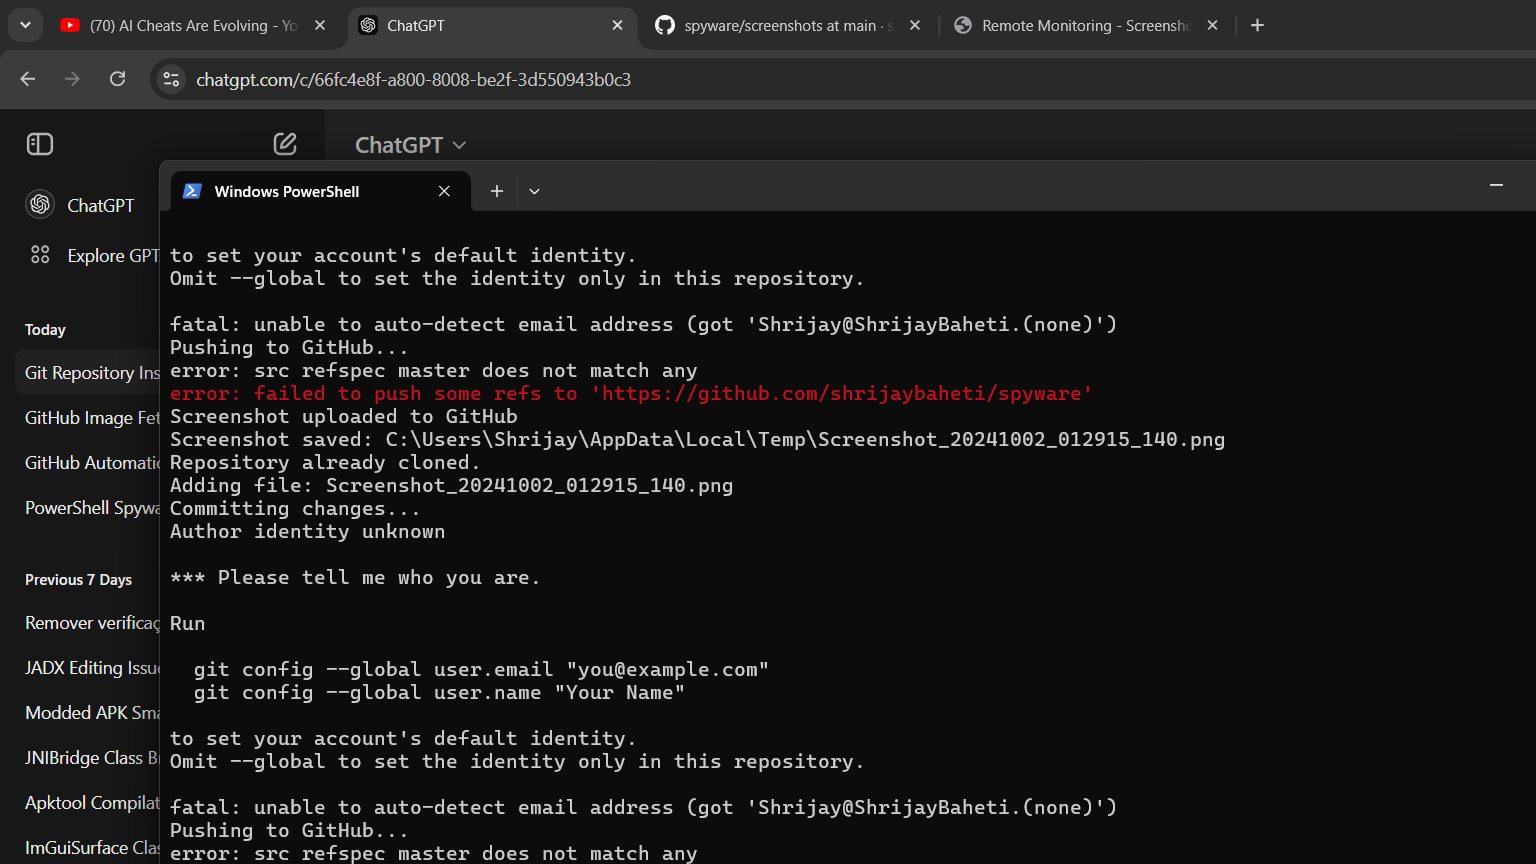 (70) AI Cheats Are Evolving - Yo
ChatGPT
spyware/screenshots at main · s
Remote Monitoring - Screensho
chatgpt.com/c/66fc4e8f-a800-8008-be2f-3d550943b0c3
ChatGPT
ChatGPT
Explore GPT
Today
Git Repository Ins
GitHub Image Fet
GitHub Automatic
PowerShell Spywa
Previous 7 Days
Remover verificaç
JADX Editing Issue
Modded APK Sma
JNIBridge Class Br
Apktool Compilat
ImGuiSurface Clas
Windows PowerShell
to set your account's default identity.
Omit --global to set the identity only in this repository.
fatal: unable to auto-detect email address (got 'Shrijay@ShrijayBaheti.(none)')
Pushing to GitHub...
error: src refspec master does not match any
error: failed to push some refs to 'https://github.com/shrijaybaheti/spyware'
Screenshot uploaded to GitHub
Screenshot saved: C:\Users\Shrijay\AppData\Local\Temp\Screenshot_20241002_012915_140.png
Repository already cloned.
Adding file: Screenshot_20241002_012915_140.png
Committing changes...
Author identity unknown
*** Please tell me who you are.
Run
git config --global user.email "you@example.com"
git config --global user.name "Your Name"
to set your account's default identity.
Omit --global to set the identity only in this repository.
fatal: unable to auto-detect email address (got 'Shrijay@ShrijayBaheti.(none)')
Pushing to GitHub...
error: src refspec master does not match any